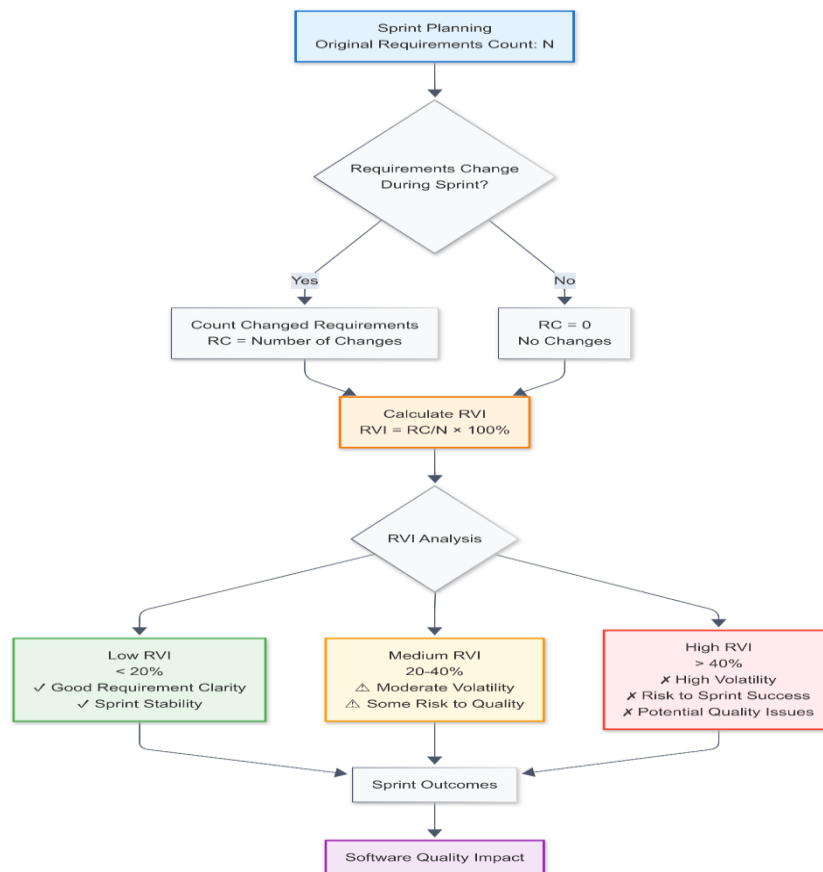 Sprint Planning
Original Requirements Count: N
Requirements Change
During Sprint?
Yes
No
Count Changed Requirements
RC = Number of Changes
RC = 0
No Changes
Calculate RVI
RVI = RC/N × 100%
RVI Analysis
Low RVI
< 20%
✓ Good Requirement Clarity
✓ Sprint Stability
Medium RVI
20-40%
⚠ Moderate Volatility
⚠ Some Risk to Quality
High RVI
> 40%
✗ High Volatility
✗ Risk to Sprint Success
✗ Potential Quality Issues
Sprint Outcomes
Software Quality Impact